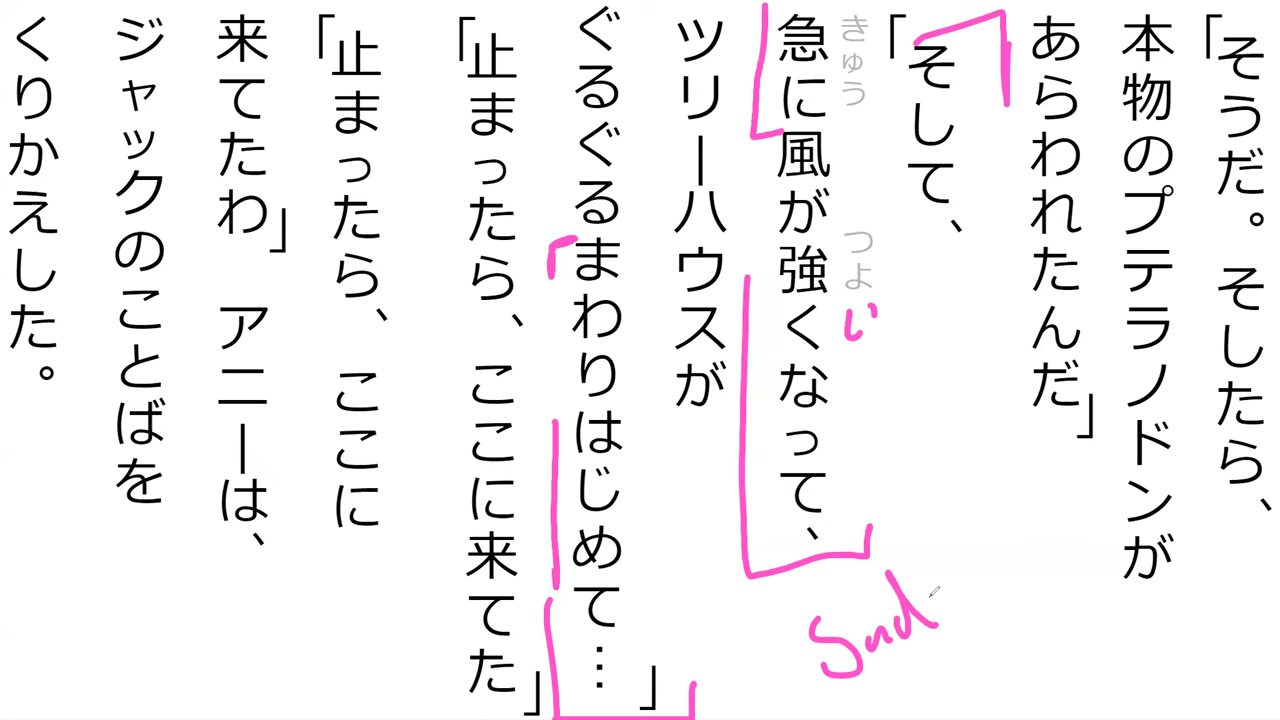 「そうだ。そしたら、
本物のプテラノドンが
あらわれたんだ」
「そして、
きゅう
つよ
い
急に風が強くなって、
ツリーハウスが
ぐるぐるまわりはじめて…」
「止まったら、ここに来てた」
「止まったら、ここに
来てたわ」 アニーは、
ジャックのことばを
くりかえした。
Sud